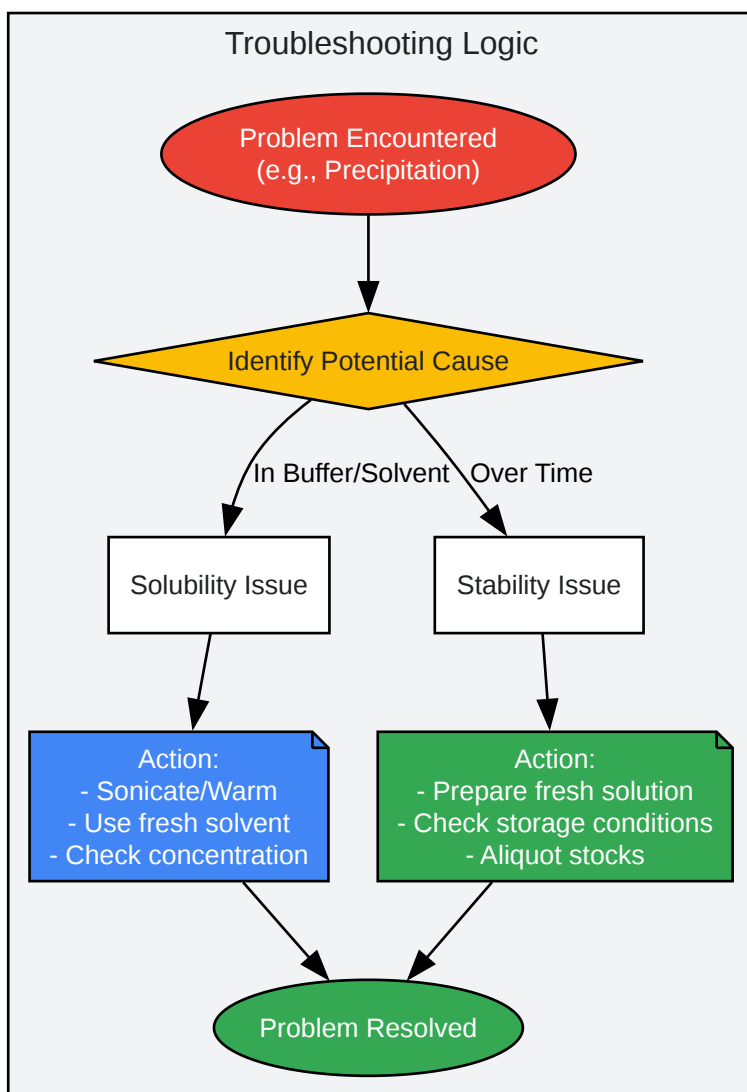 Troubleshooting Logic
Problem Encountered
(e.g., Precipitation)
Identify Potential Cause
In Buffer/Solvent
Over Time
Solubility Issue
Stability Issue
Action:
- Sonicate/Warm
- Use fresh solvent
- Check concentration
Action:
- Prepare fresh solution
- Check storage conditions
- Aliquot stocks
Problem Resolved